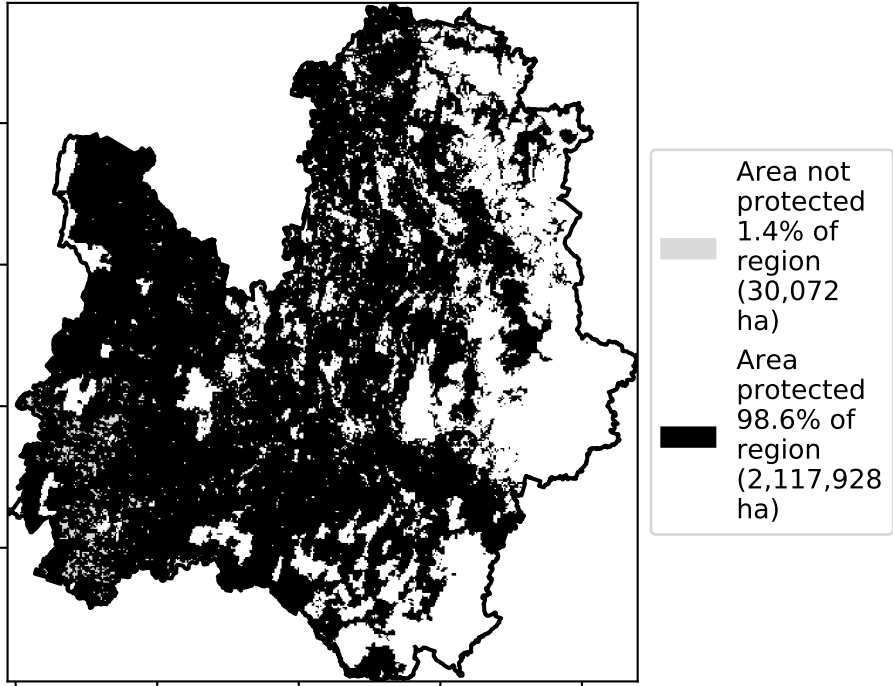 Area not
protected
1.4% of
region
(30,072
ha)
Area
protected
98.6% of
region
(2,117,928
ha)